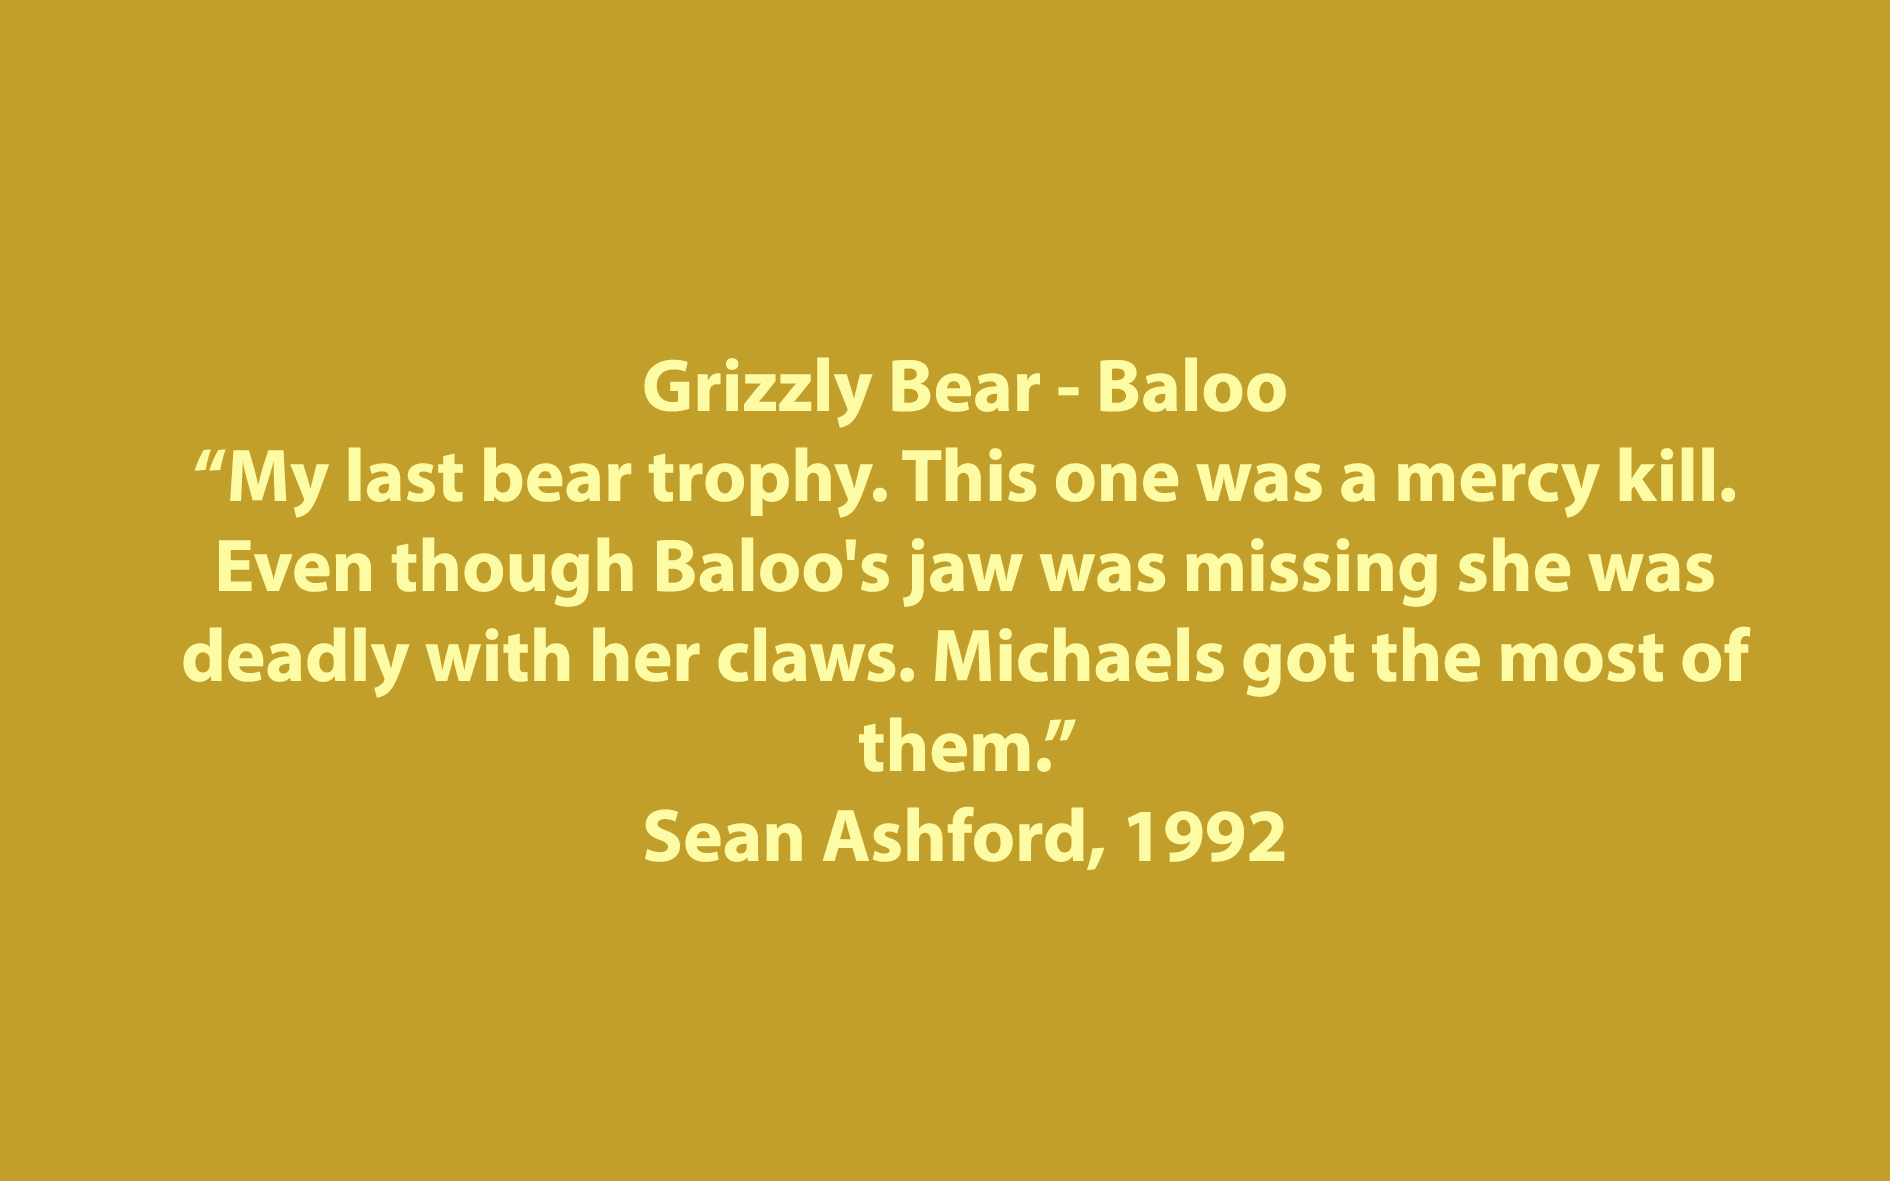 Grizzly Bear - Baloo
“My last bear trophy. This one was a mercy kill.
Even though Baloo's jaw was missing she was
deadly with her claws. Michaels got the most of
them.”
Sean Ashford, 1992